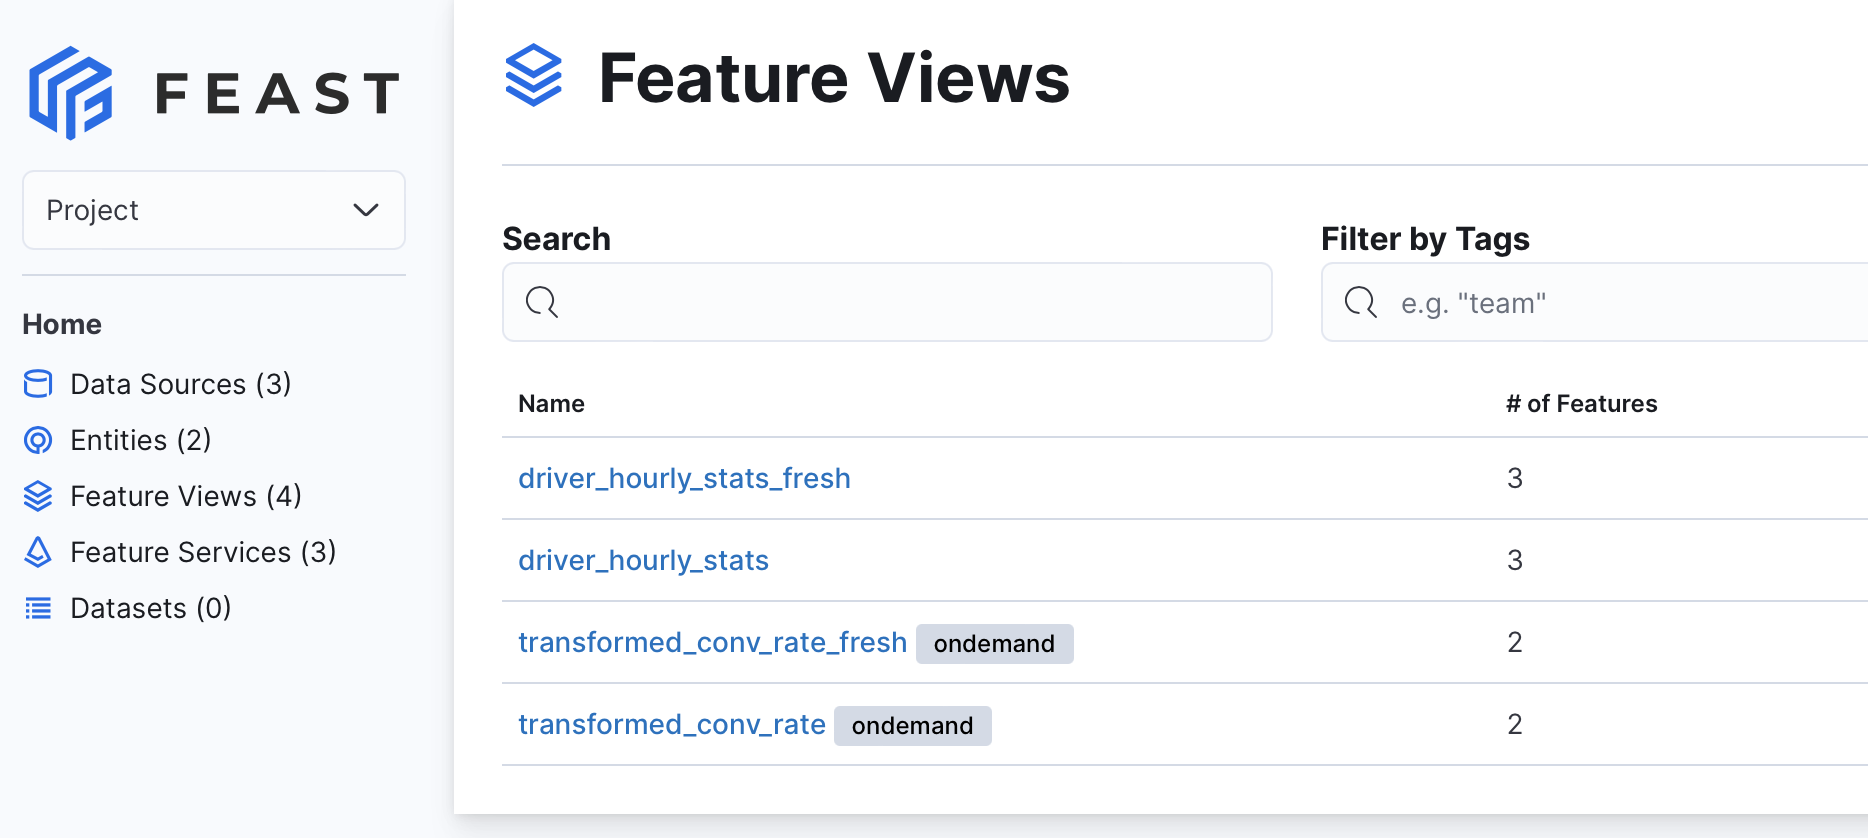 FEAST
Project
Home
Data Sources (3)
Entities (2)
Feature Views (4)
Feature Services (3)
Datasets (0)
Feature Views
Search
Filter by Tags
e.g. "team"
Name # of Features
driver_hourly_stats_fresh 3
driver_hourly_stats 3
transformed_conv_rate_fresh ondemand 2
transformed_conv_rate ondemand 2